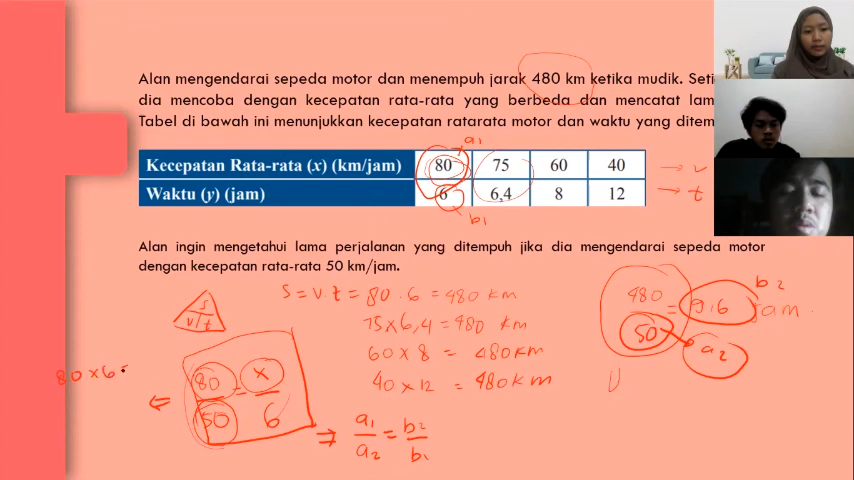 Alan mengendarai sepeda motor dan menempuh jarak 480 km ketika mudik. Seti
dia mencoba dengan kecepatan rata-rata yang berbeda dan mencatat lam
Tabel di bawah ini menunjukkan kecepatan ratarata motor dan waktu yang ditem
a1
Kecepatan Rata-rata (x) (km/jam) 80 75 60 40 → v
Waktu (y) (jam) 6 6,4 8 12 → t
b1
Alan ingin mengetahui lama perjalanan yang ditempuh jika dia mengendarai sepeda motor
dengan kecepatan rata-rata 50 km/jam.
S = v . t = 80 . 6 = 480 km
75 x 6,4 = 480 km
60 x 8 = 480 km
40 x 12 = 480 km
s
v t
480 / 50 = 9,6 jam
b2
a2
80 / 50 = x / 6
80 x 6
⇐
⇒ a1 / a2 = b2 / b1